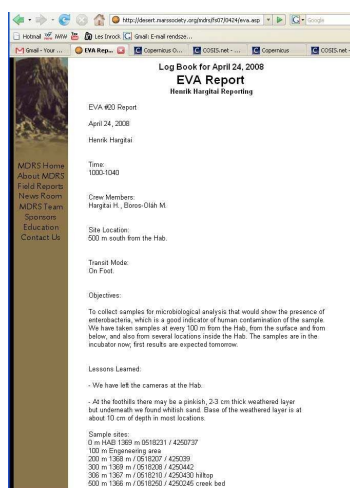 http://desert.marssociety.org/mdrs/fs07/0424/eva.asp
Google
Hotmail
IWIW
Les Inrock
Gmail: E-mail rendsze...
Gmail - Your ...
EVA Rep...
Copernicus O...
COSIS.net - ...
Copernicus
COSIS.net
Log Book for April 24, 2008
EVA Report
Henrik Hargitai Reporting
EVA #20 Report
April 24, 2008
Henrik Hargitai
MDRS Home
About MDRS
Field Reports
News Room
MDRS Team
Sponsors
Education
Contact Us
Time:
1000-1040
Crew Members:
Hargitai H., Boros-Oláh M.
Site Location:
500 m south from the Hab.
Transit Mode:
On Foot.
Objectives:
To collect samples for microbiological analysis that would show the presence of
enterobacteria, which is a good indicator of human contamination of the sample.
We have taken samples at every 100 m from the Hab, from the surface and from
below, and also from several locations inside the Hab. The samples are in the
incubator now; first results are expected tomorrow.
Lessons Learned:
- We have left the cameras at the Hab.
- At the foothills there may be a pinkish, 2-3 cm thick weathered layer
but underneath we found whitish sand. Base of the weathered layer is at
about 10 cm depth in most locations.
Sample sites:
0 m HAB 1369 m 0518231 / 4250737
100 m Engeneering area
200 m 1368 m / 0518207 / 439
300 m 1369 m / 0518208 / 4250442
306 m 1367 m / 0518210 / 4250430 hilltop
500 m 1366 m / 0518250 / 4250245 creek bed